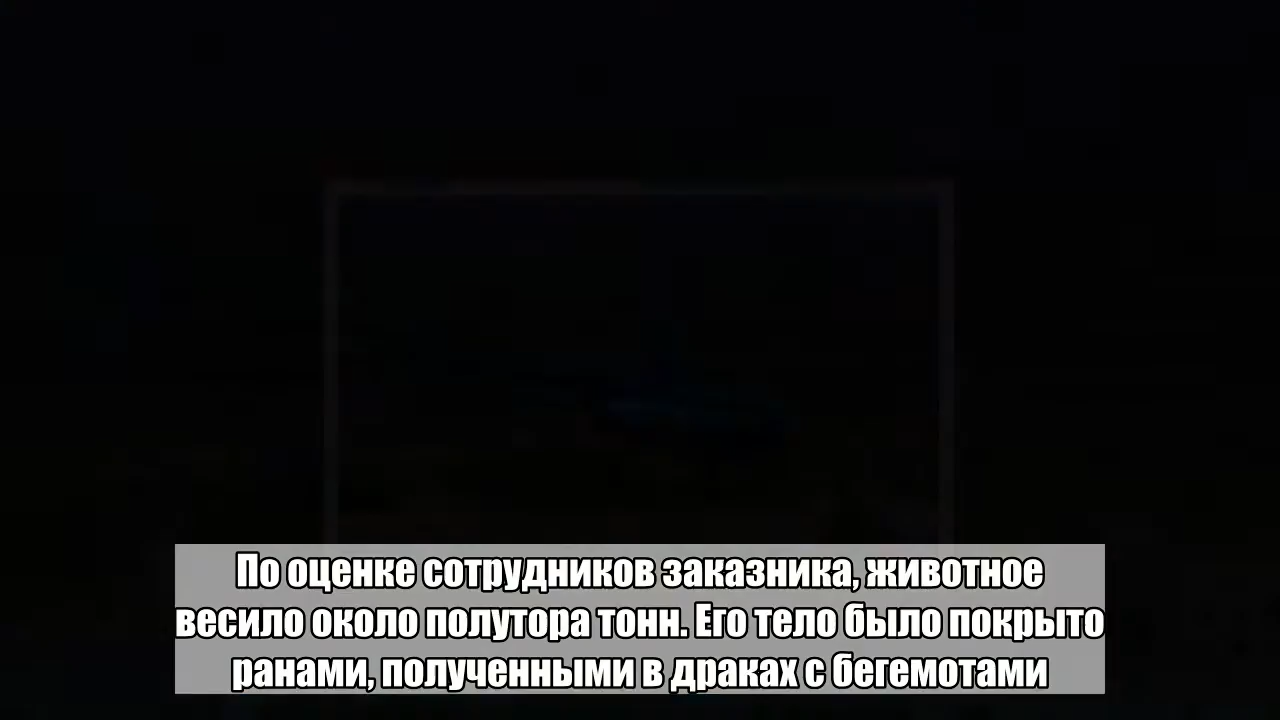 По оценке сотрудников заказника, животное
весило около полутора тонн. Его тело было покрыто
ранами, полученными в драках с бегемотами